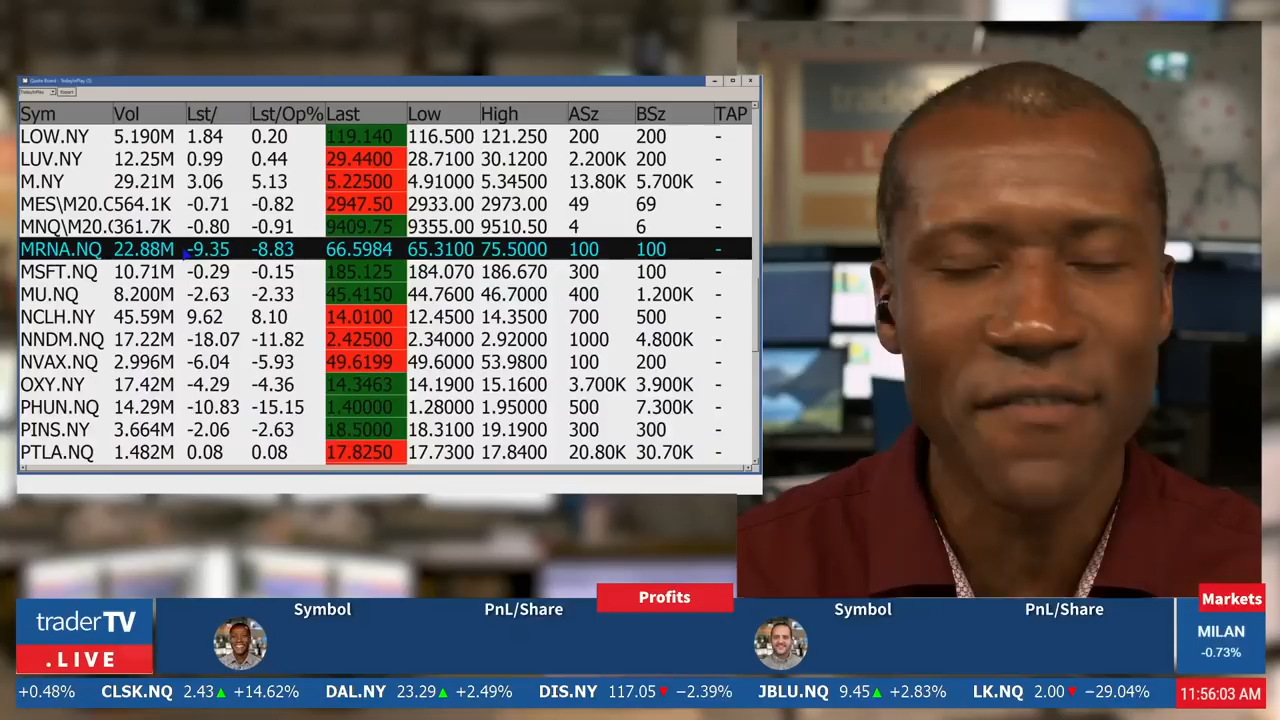 Quote Board : TodayInPlay (5)
TodayInPlay Export
Sym Vol Lst/ Lst/Op% Last Low High ASz BSz TAP
LOW.NY 5.190M 1.84 0.20 119.140 116.500 121.250 200 200 -
LUV.NY 12.25M 0.99 0.44 29.4400 28.7100 30.1200 2.200K 200 -
M.NY 29.21M 3.06 5.13 5.22500 4.91000 5.34500 13.80K 5.700K -
MES\M20.C 564.1K -0.71 -0.82 2947.50 2933.00 2973.00 49 69 -
MNQ\M20.C 361.7K -0.80 -0.91 9409.75 9355.00 9510.50 4 6 -
MRNA.NQ 22.88M -9.35 -8.83 66.5984 65.3100 75.5000 100 100 -
MSFT.NQ 10.71M -0.29 -0.15 185.125 184.070 186.670 300 100 -
MU.NQ 8.200M -2.63 -2.33 45.4150 44.7600 46.7000 400 1.200K -
NCLH.NY 45.59M 9.62 8.10 14.0100 12.4500 14.3500 700 500 -
NNDM.NQ 17.22M -18.07 -11.82 2.42500 2.34000 2.92000 1000 4.800K -
NVAX.NQ 2.996M -6.04 -5.93 49.6199 49.6000 53.9800 100 200 -
OXY.NY 17.42M -4.29 -4.36 14.3463 14.1900 15.1600 3.700K 3.900K -
PHUN.NQ 14.29M -10.83 -15.15 1.40000 1.28000 1.95000 500 7.300K -
PINS.NY 3.664M -2.06 -2.63 18.5000 18.3100 19.1900 300 300 -
PTLA.NQ 1.482M 0.08 0.08 17.8250 17.7300 17.8400 20.80K 30.70K -
Profits
Markets
traderTV
.LIVE
Symbol PnL/Share Symbol PnL/Share
MILAN
-0.73%
+0.48% CLSK.NQ 2.43▲ +14.62% DAL.NY 23.29▲ +2.49% DIS.NY 117.05▼ −2.39% JBLU.NQ 9.45▲ +2.83% LK.NQ 2.00▼ −29.04%
11:56:03 AM